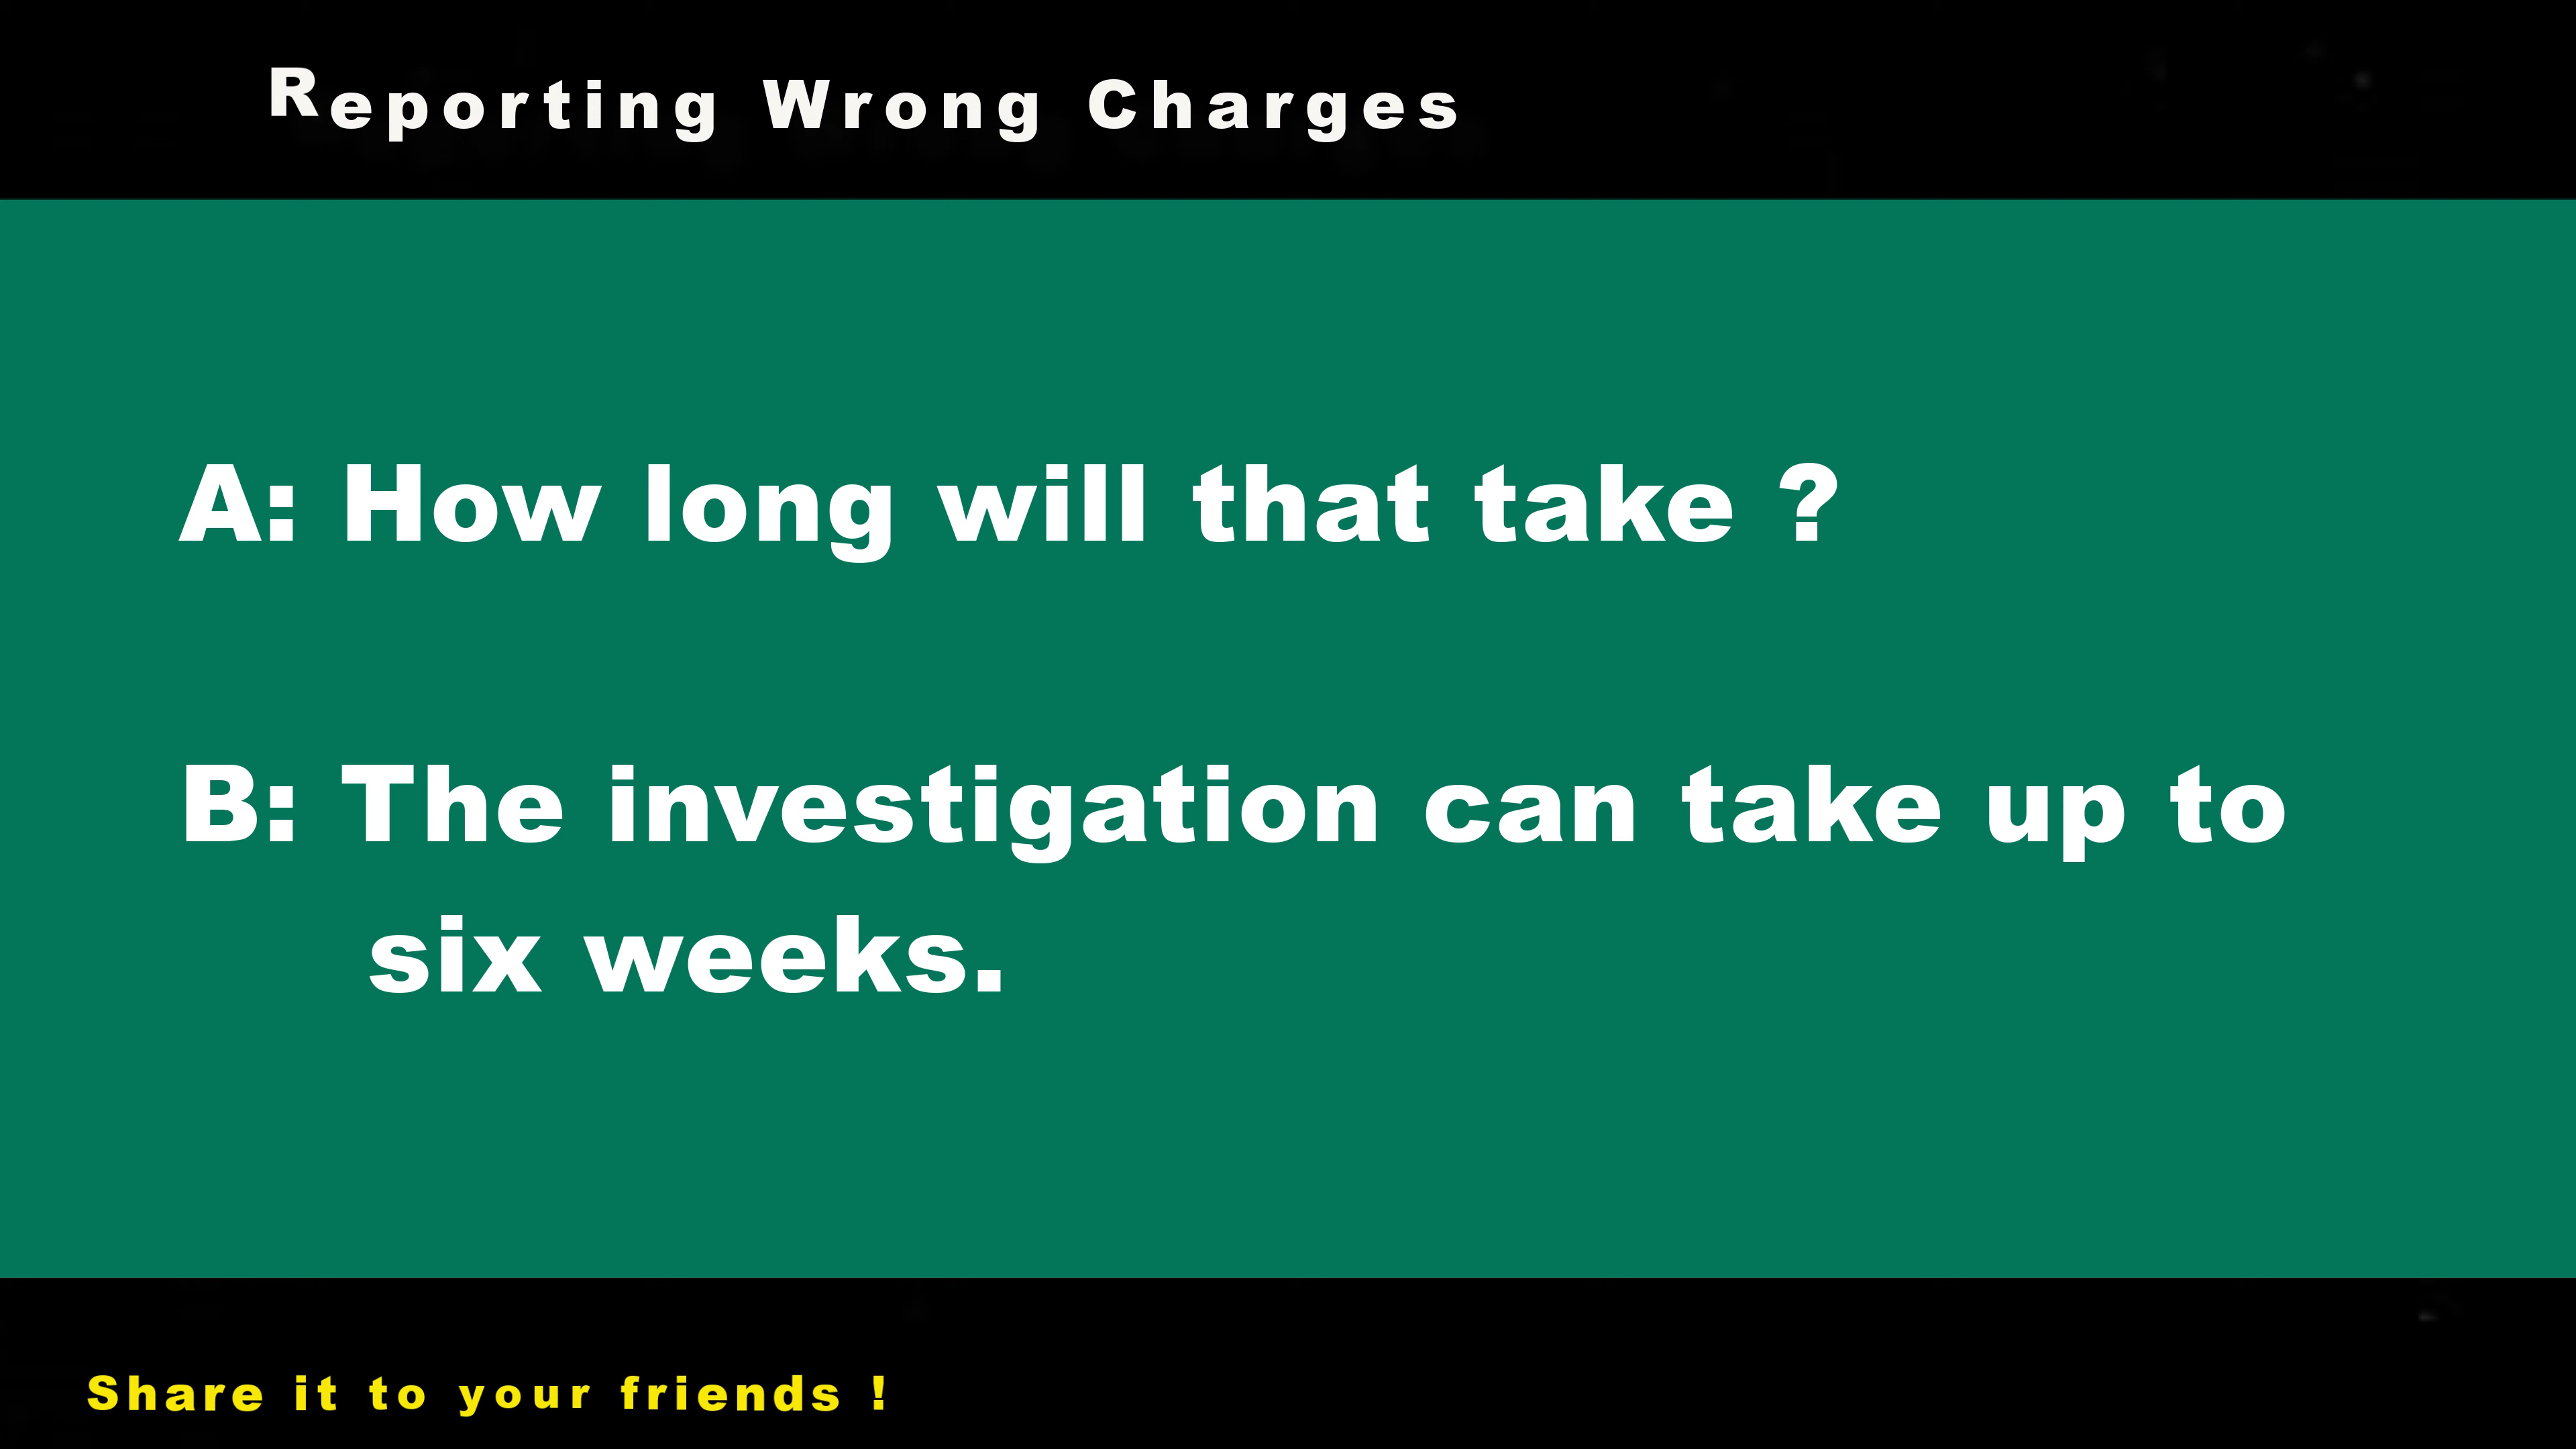 Reporting Wrong Charges
A: How long will that take ?
B: The investigation can take up to
six weeks.
Share it to your friends !